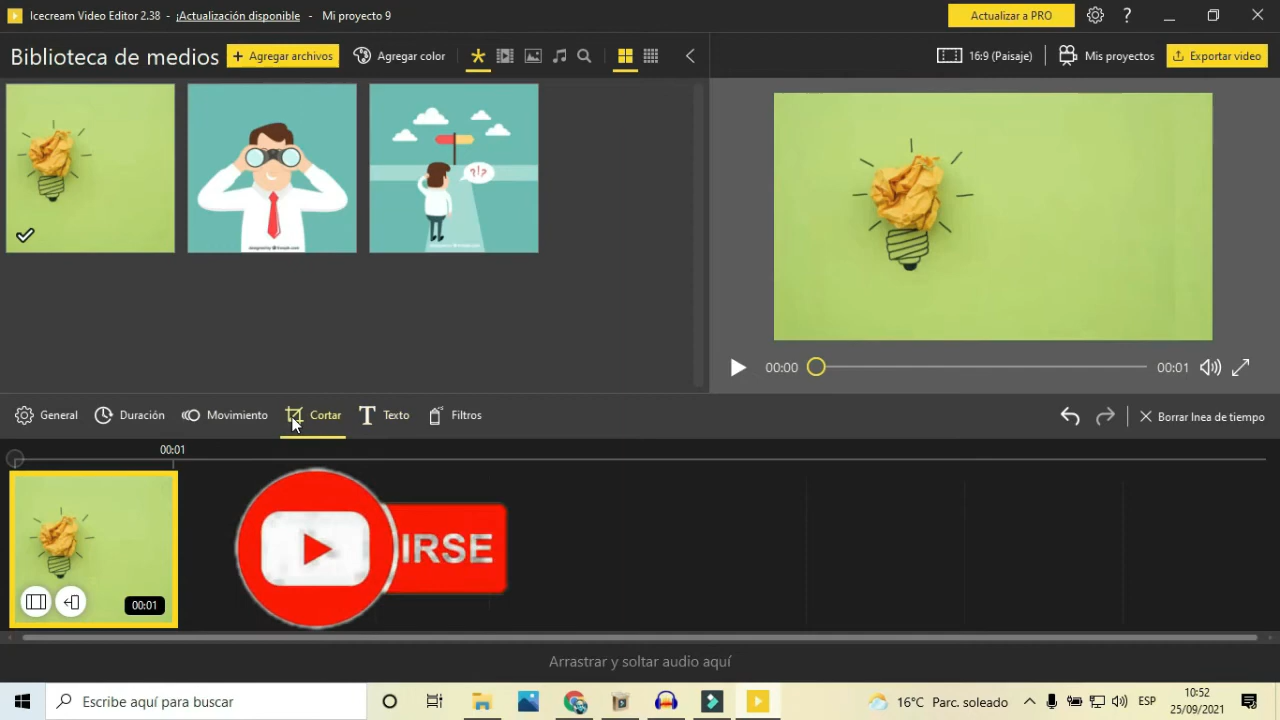 Icecream Video Editor 2.38 - ¡Actualización disponible - Mi proyecto 9
Actualizar a PRO
?
Biblioteca de medios
+ Agregar archivos
Agregar color
16:9 (Paisaje)
Mis proyectos
Exportar video
?!?
00:00
00:01
General
Duración
Movimiento
Cortar
Texto
Filtros
Borrar linea de tiempo
00:01
IRSE
00:01
Arrastrar y soltar audio aquí
Escribe aquí para buscar
16°C Parc. soleado
ESP
10:52
25/09/2021